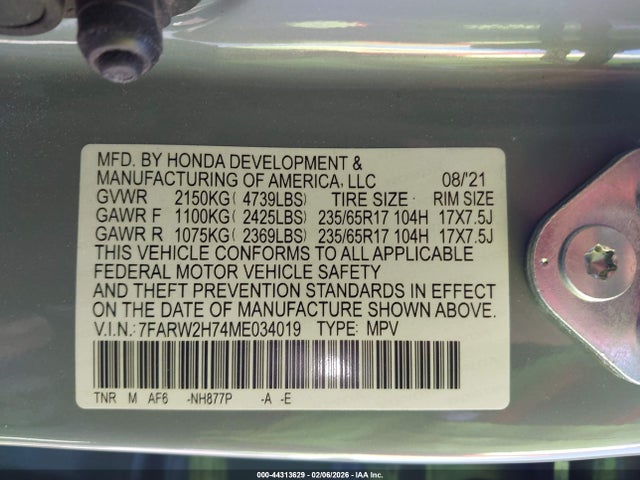 MFD. BY HONDA DEVELOPMENT &
MANUFACTURING OF AMERICA, LLC 08/'21
GVWR 2150KG( 4739LBS) TIRE SIZE RIM SIZE
GAWR F 1100KG( 2425LBS) 235/65R17 104H 17X7.5J
GAWR R 1075KG( 2369LBS) 235/65R17 104H 17X7.5J
THIS VEHICLE CONFORMS TO ALL APPLICABLE
FEDERAL MOTOR VEHICLE SAFETY
AND THEFT PREVENTION STANDARDS IN EFFECT
ON THE DATE OF MANUFACTURE SHOWN ABOVE.
V.I.N.: 7FARW2H74ME034019 TYPE: MPV
TNR M AF6 -NH877P -A -E
000-44313629 - 02/06/2026 - IAA Inc.